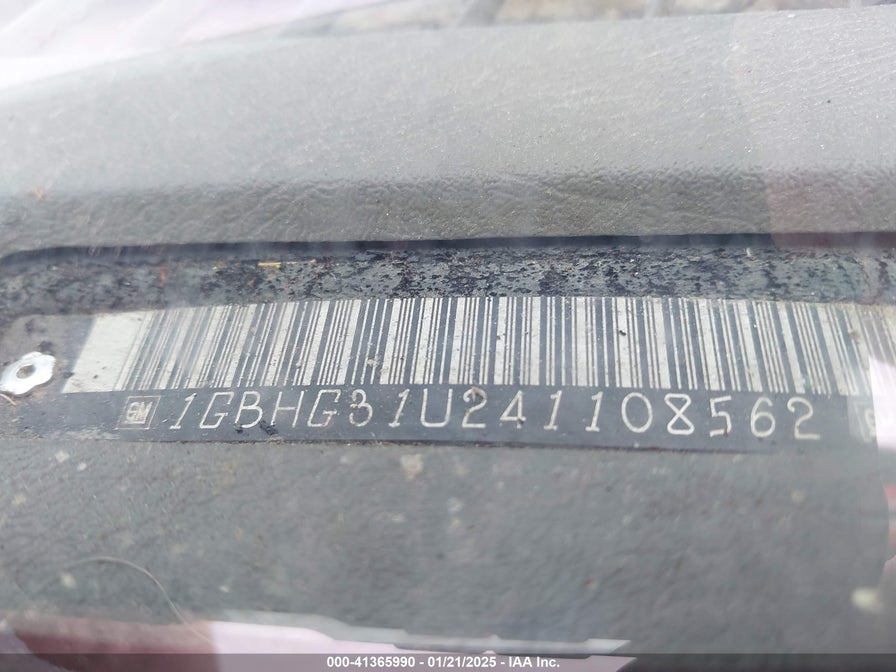 GM 1GBHG31U241108562
000-41365990 - 01/21/2025 - IAA Inc.